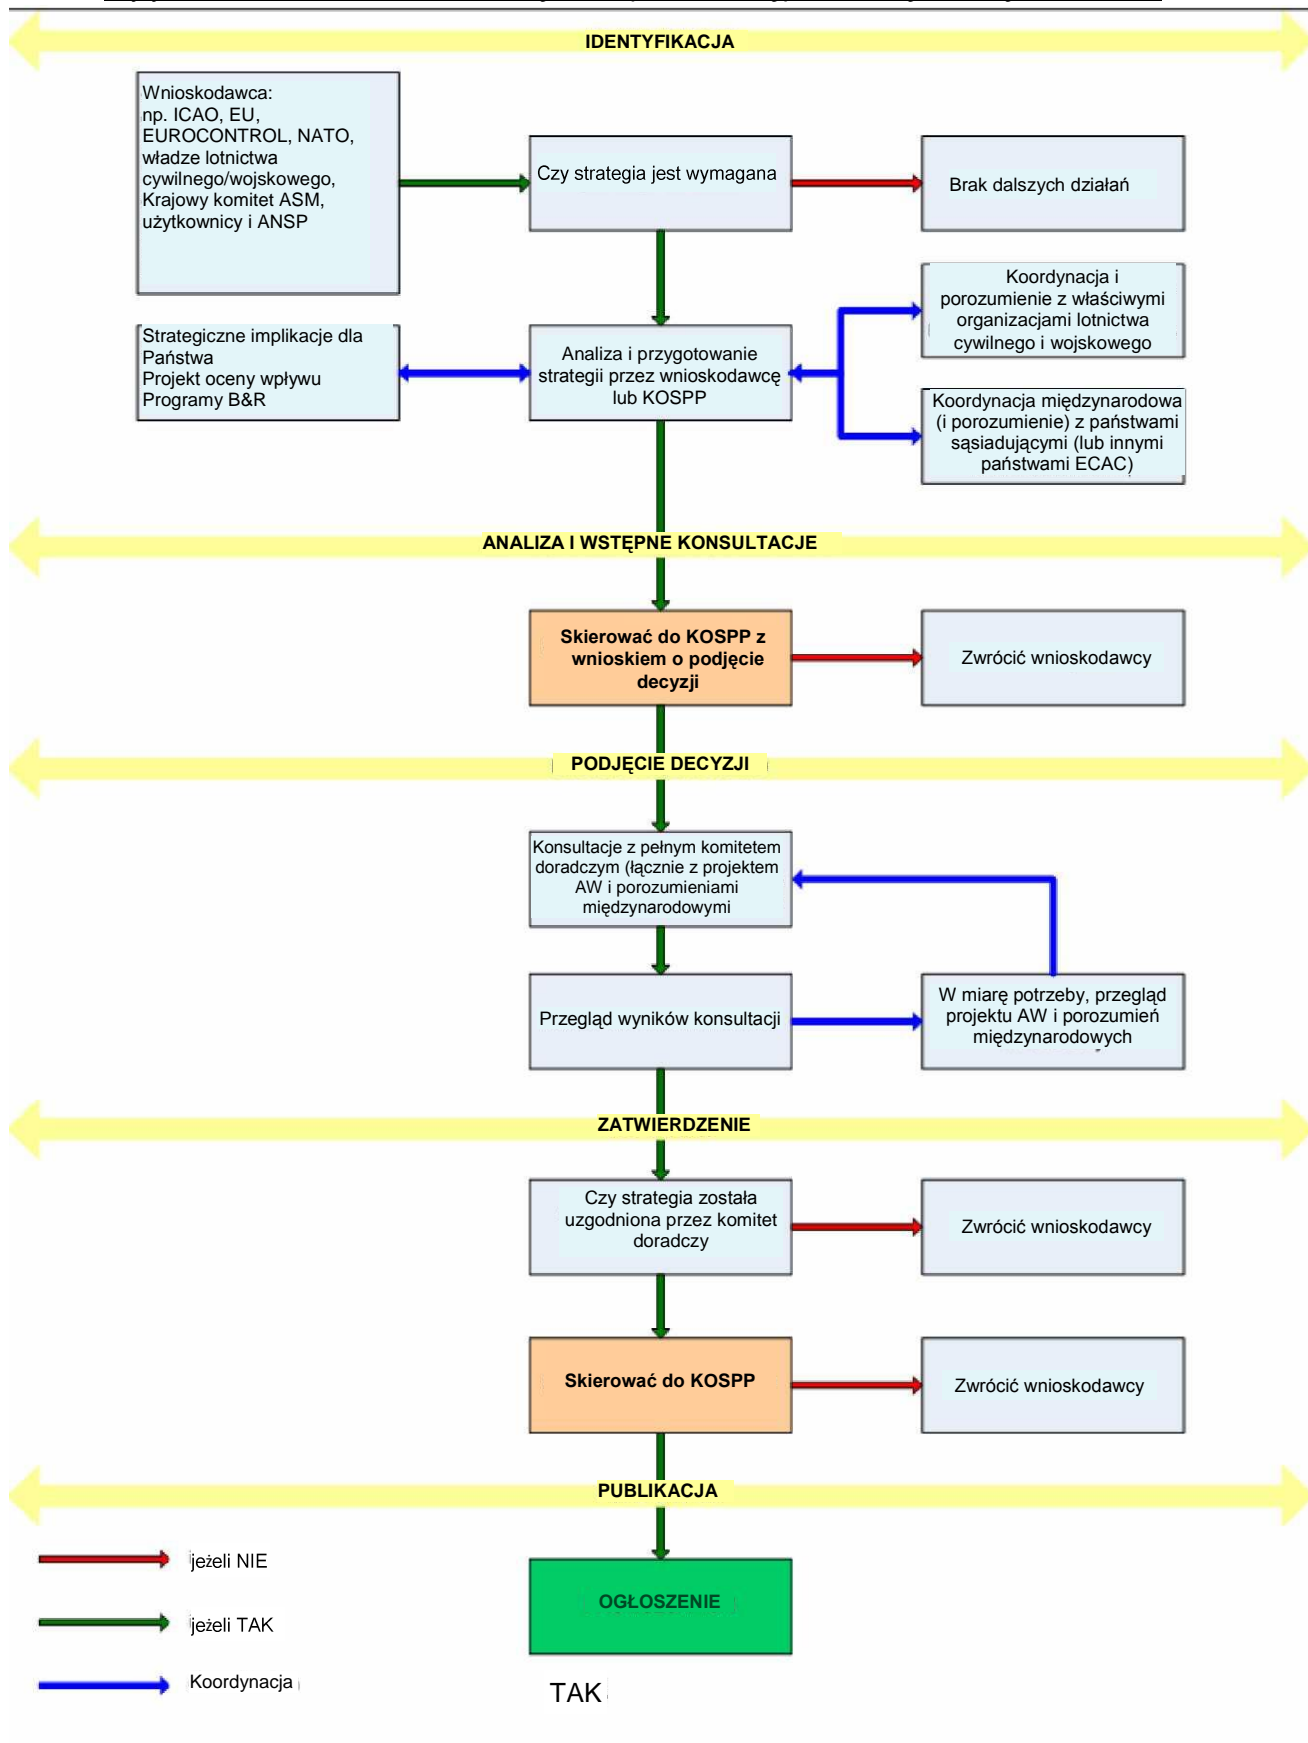 IDENTYFIKACJA
Wnioskodawca:
np. ICAO, EU,
EUROCONTROL, NATO,
władze lotnictwa
cywilnego/wojskowego,
Krajowy komitet ASM,
użytkownicy i ANSP
Czy strategia jest wymagana
Brak dalszych działań
Koordynacja i
porozumienie z właściwymi
organizacjami lotnictwa
cywilnego i wojskowego
Strategiczne implikacje dla
Państwa
Projekt oceny wpływu
Programy B&R
Analiza i przygotowanie
strategii przez wnioskodawcę
lub KOSPP
Koordynacja międzynarodowa
(i porozumienie) z państwami
sąsiadującymi (lub innymi
państwami ECAC)
ANALIZA I WSTĘPNE KONSULTACJE
Skierować do KOSPP z
wnioskiem o podjęcie
decyzji
Zwrócić wnioskodawcy
PODJĘCIE DECYZJI
Konsultacje z pełnym komitetem
doradczym (łącznie z projektem
AW i porozumieniami
międzynarodowymi
Przegląd wyników konsultacji
W miarę potrzeby, przegląd
projektu AW i porozumień
międzynarodowych
ZATWIERDZENIE
Czy strategia została
uzgodniona przez komitet
doradczy
Zwrócić wnioskodawcy
Skierować do KOSPP
Zwrócić wnioskodawcy
PUBLIKACJA
jeżeli NIE
OGŁOSZENIE
jeżeli TAK
Koordynacja
TAK